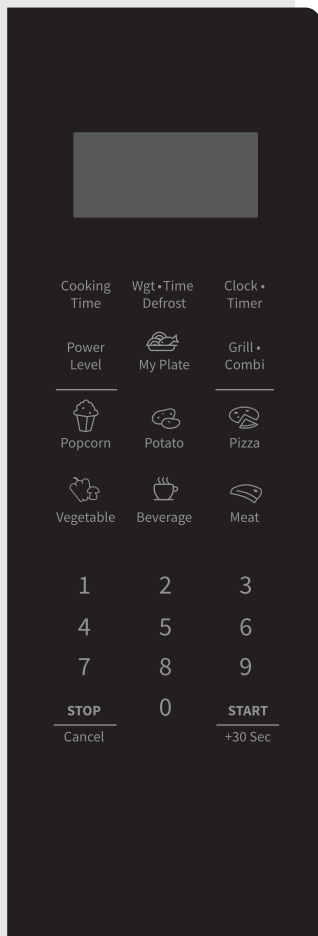 Cooking Wgt•Time Clock •
Time Defrost Timer
Power Grill •
Level My Plate Combi
Popcorn Potato Pizza
Vegetable Beverage Meat
1 2 3
4 5 6
7 8 9
STOP 0 START
Cancel +30 Sec